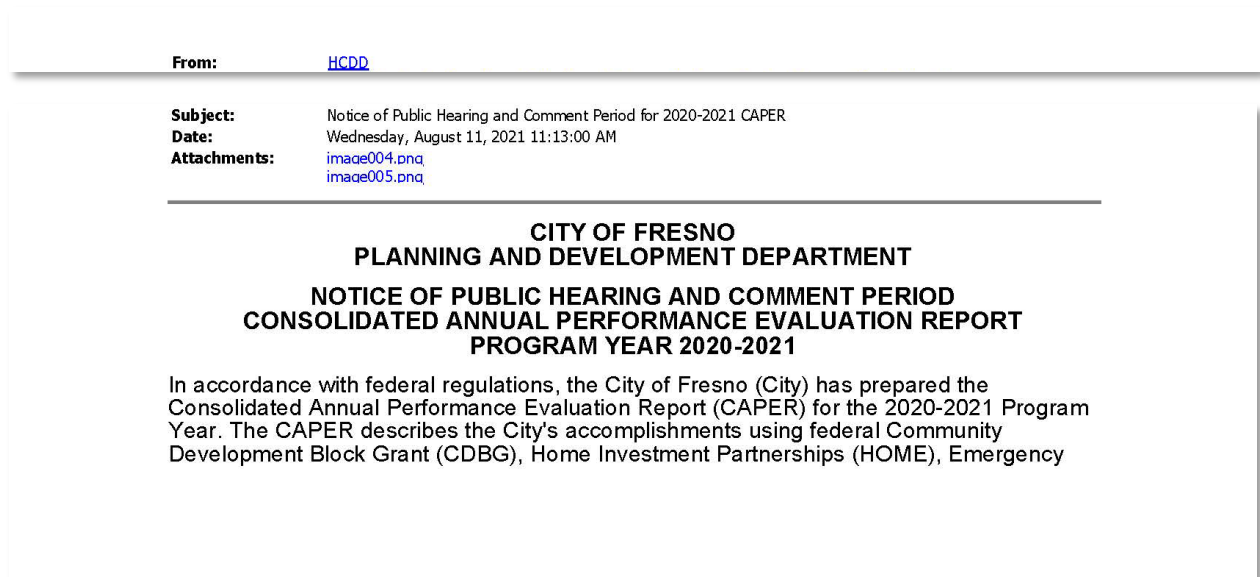 From: HCDD
Subject: Notice of Public Hearing and Comment Period for 2020-2021 CAPER
Date: Wednesday, August 11, 2021 11:13:00 AM
Attachments: image004.png
image005.png
CITY OF FRESNO
PLANNING AND DEVELOPMENT DEPARTMENT
NOTICE OF PUBLIC HEARING AND COMMENT PERIOD
CONSOLIDATED ANNUAL PERFORMANCE EVALUATION REPORT
PROGRAM YEAR 2020-2021
In accordance with federal regulations, the City of Fresno (City) has prepared the
Consolidated Annual Performance Evaluation Report (CAPER) for the 2020-2021 Program
Year. The CAPER describes the City's accomplishments using federal Community
Development Block Grant (CDBG), Home Investment Partnerships (HOME), Emergency